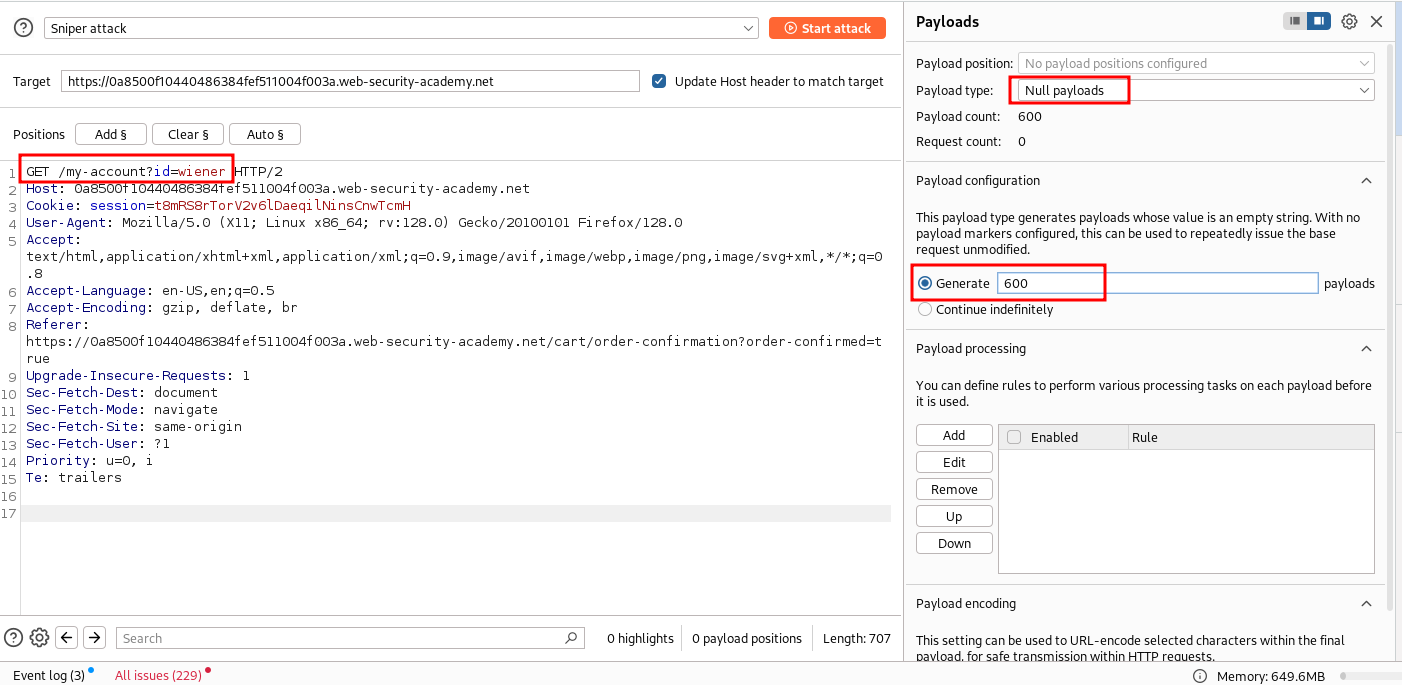 Sniper attack
Start attack
Target
https://0a8500f10440486384fef511004f003a.web-security-academy.net
Update Host header to match target
Positions
Add §
Clear §
Auto §
1 GET /my-account?id=wiener HTTP/2
2 Host: 0a8500f10440486384fef511004f003a.web-security-academy.net
3 Cookie: session=t8mRS8rTorV2v6lDaeqilNinsCnwTcmH
4 User-Agent: Mozilla/5.0 (X11; Linux x86_64; rv:128.0) Gecko/20100101 Firefox/128.0
5 Accept:
text/html,application/xhtml+xml,application/xml;q=0.9,image/avif,image/webp,image/png,image/svg+xml,*/*;q=0
.8
6 Accept-Language: en-US,en;q=0.5
7 Accept-Encoding: gzip, deflate, br
8 Referer:
https://0a8500f10440486384fef511004f003a.web-security-academy.net/cart/order-confirmation?order-confirmed=t
rue
9 Upgrade-Insecure-Requests: 1
10 Sec-Fetch-Dest: document
11 Sec-Fetch-Mode: navigate
12 Sec-Fetch-Site: same-origin
13 Sec-Fetch-User: ?1
14 Priority: u=0, i
15 Te: trailers
16
17
Search
0 highlights
0 payload positions
Length: 707
Event log (3)
All issues (229)
Payloads
Payload position: No payload positions configured
Payload type: Null payloads
Payload count: 600
Request count: 0
Payload configuration
This payload type generates payloads whose value is an empty string. With no
payload markers configured, this can be used to repeatedly issue the base
request unmodified.
Generate 600 payloads
Continue indefinitely
Payload processing
You can define rules to perform various processing tasks on each payload before
it is used.
Add
Edit
Remove
Up
Down
Enabled Rule
Payload encoding
This setting can be used to URL-encode selected characters within the final
payload, for safe transmission within HTTP requests.
Memory: 649.6MB